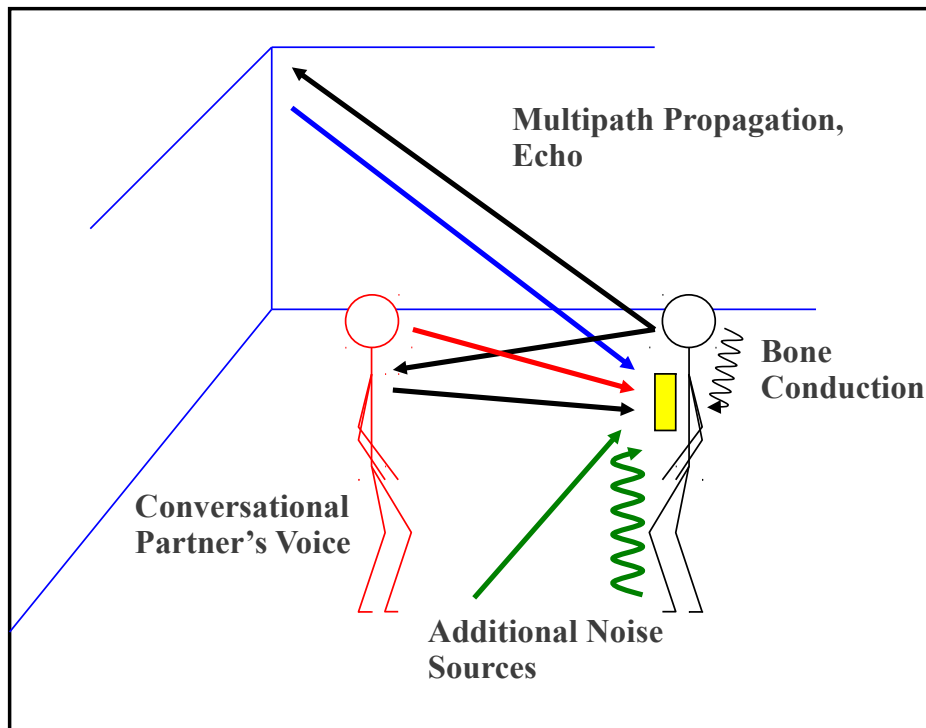 Multipath Propagation,
Echo
Bone
Conduction
Conversational
Partner’s Voice
Additional Noise
Sources